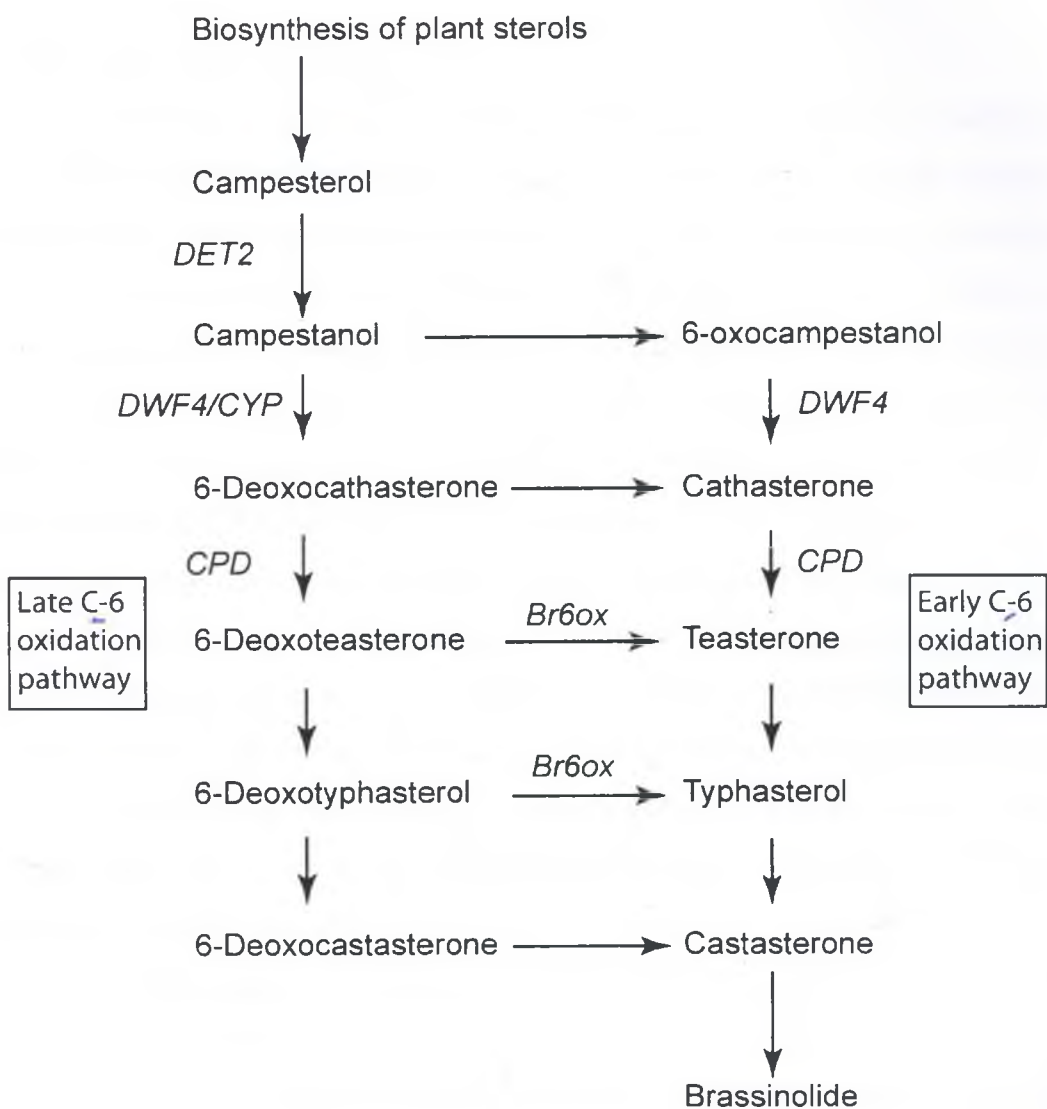 Biosynthesis of plant sterols
Campesterol
DET2
Campestanol
6-oxocampestanol
DWF4/CYP
DWF4
6-Deoxocathasterone
Cathasterone
CPD
CPD
Late C-6
oxidation
pathway
6-Deoxoteasterone
Br6ox
Teasterone
Early C-6
oxidation
pathway
6-Deoxotyphasterol
Br6ox
Typhasterol
6-Deoxocastasterone
Castasterone
Brassinolide